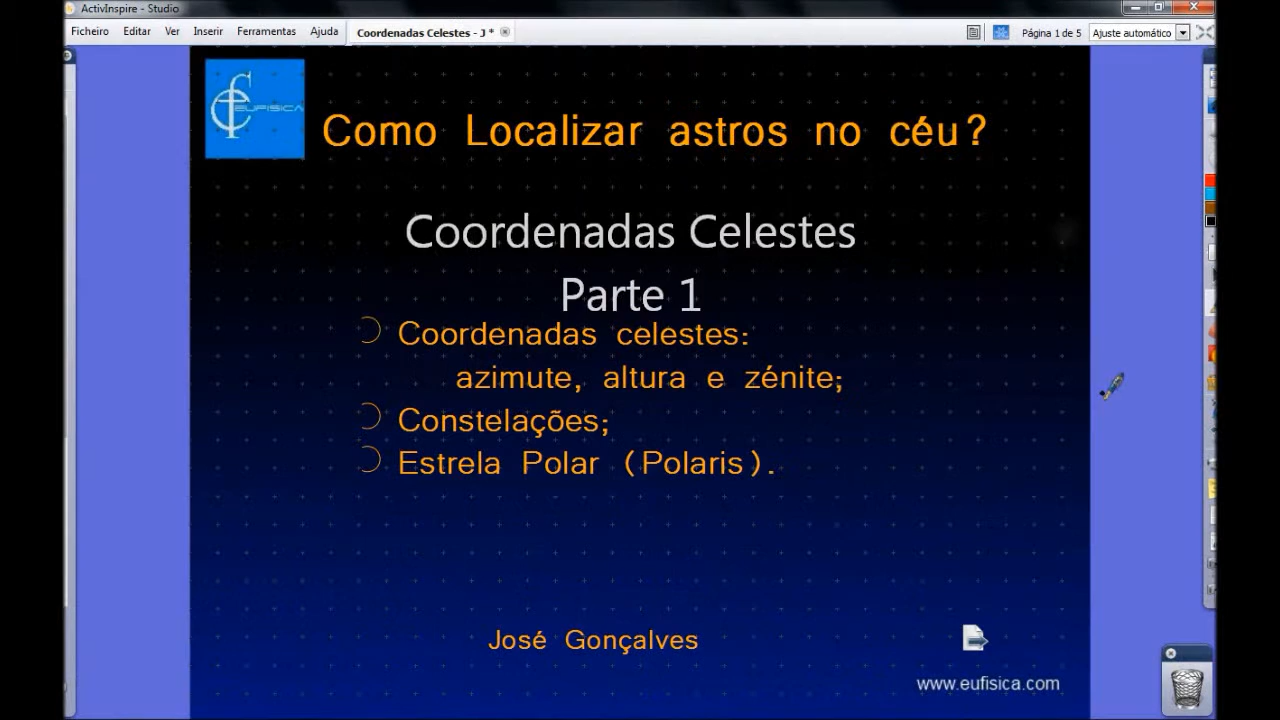 ActivInspire - Studio
Ficheiro Editar Ver Inserir Ferramentas Ajuda Coordenadas Celestes - J * Página 1 de 5 Ajuste automático
EUFISICA
Como Localizar astros no céu?
Coordenadas Celestes
Parte 1
Coordenadas celestes:
azimute, altura e zénite;
Constelações;
Estrela Polar (Polaris).
José Gonçalves
www.eufisica.com